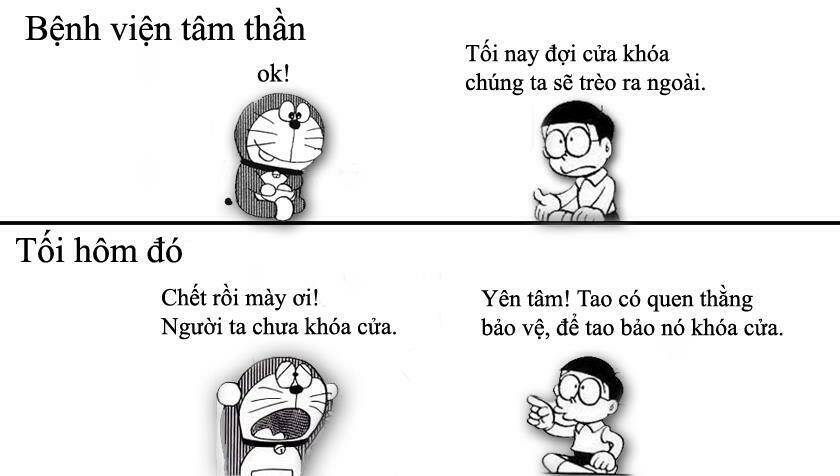 Bệnh viện tâm thần
ok!
Tối nay đợi cửa khóa
chúng ta sẽ trèo ra ngoài.
Tối hôm đó
Chết rồi mày ơi!
Người ta chưa khóa cửa.
Yên tâm! Tao có quen thằng
bảo vệ, để tao bảo nó khóa cửa.